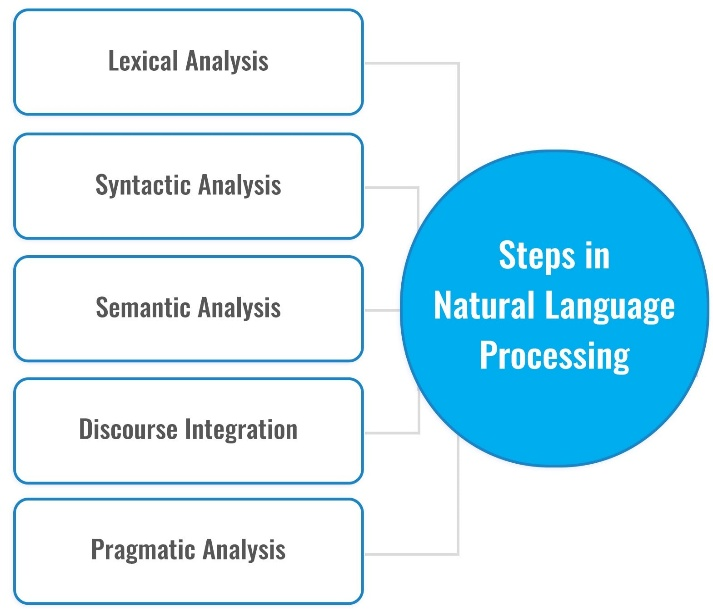 Lexical Analysis
Syntactic Analysis
Semantic Analysis
Discourse Integration
Pragmatic Analysis
Steps in
Natural Language
Processing